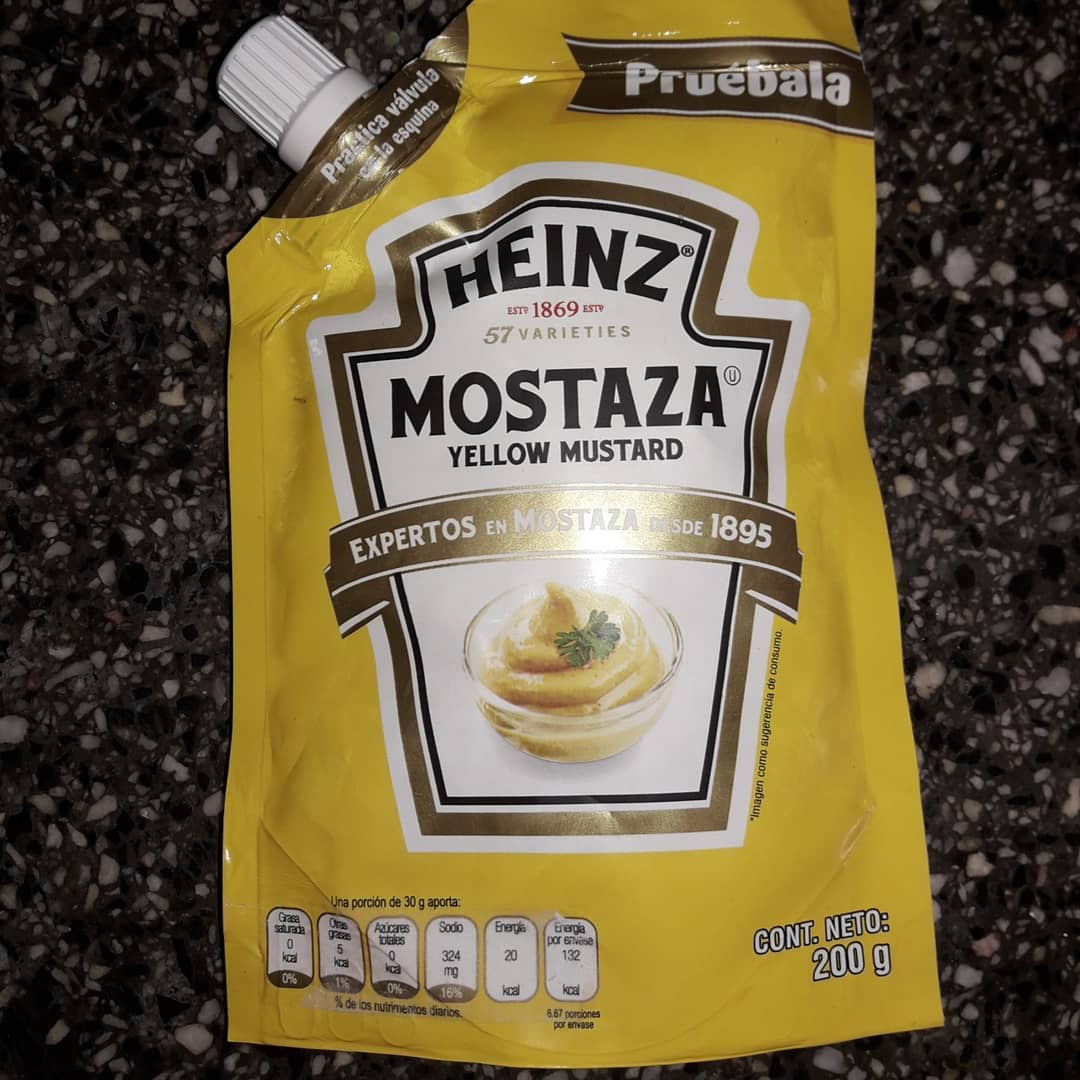 Práctica válvula
en la esquina
Pruébala
HEINZ®
ESTD 1869 ESTD
57 VARIETIES
MOSTAZA Ⓤ
YELLOW MUSTARD
EXPERTOS EN MOSTAZA DESDE 1895
*Imagen como sugerencia de consumo.
Una porción de 30 g aporta:
Grasa saturada 0 kcal 0%
Otras grasas 5 kcal 1%
Azúcares totales 0 kcal 0%
Sodio 324 mg 16%
Energía 20 kcal
Energía por envase 132 kcal
% de los nutrimentos diarios.
6.67 porciones
por envase
CONT. NETO:
200 g